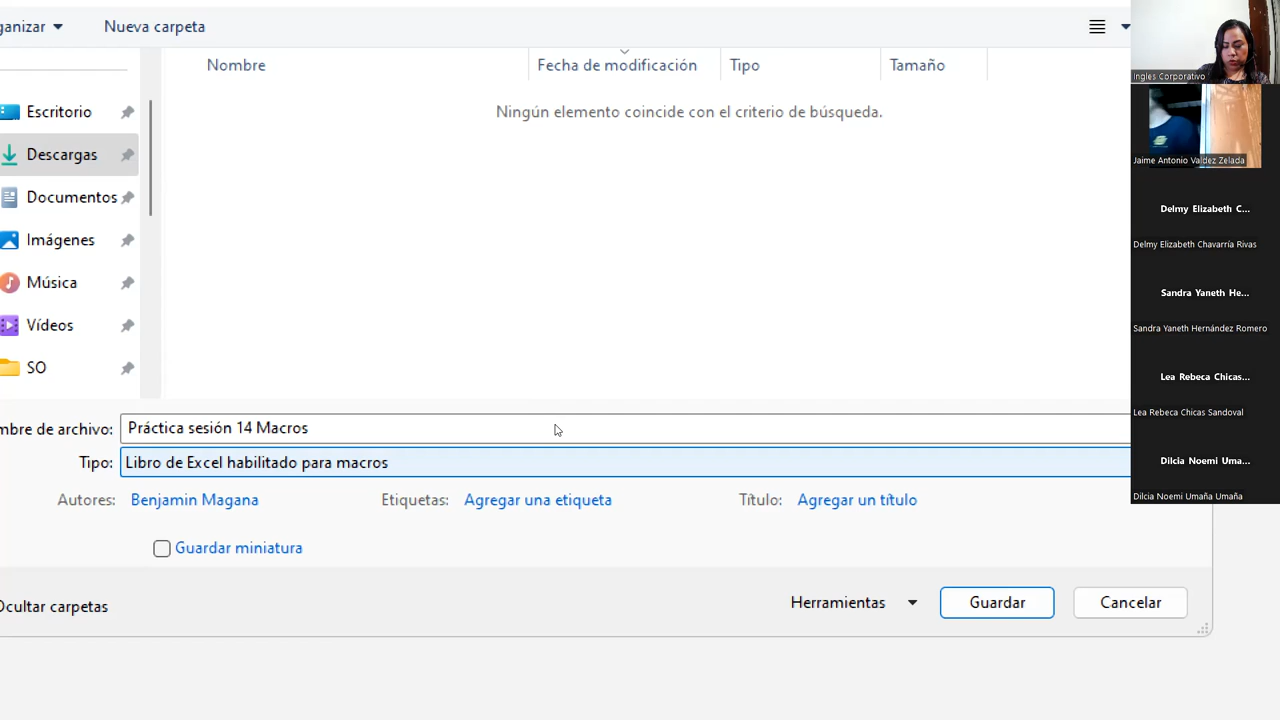 ganizar
Nueva carpeta
Nombre
Fecha de modificación
Tipo
Tamaño
Ningún elemento coincide con el criterio de búsqueda.
Escritorio
Descargas
Documentos
Imágenes
Música
Vídeos
SO
mbre de archivo: Práctica sesión 14 Macros
Tipo: Libro de Excel habilitado para macros
Autores: Benjamin Magana
Etiquetas: Agregar una etiqueta
Título: Agregar un título
Guardar miniatura
Ocultar carpetas
Herramientas
Guardar
Cancelar
Ingles Corporativo
Jaime Antonio Valdez Zelada
Delmy Elizabeth C...
Delmy Elizabeth Chavarría Rivas
Sandra Yaneth He...
Sandra Yaneth Hernández Romero
Lea Rebeca Chicas...
Lea Rebeca Chicas Sandoval
Dilcia Noemi Uma...
Dilcia Noemi Umaña Umaña